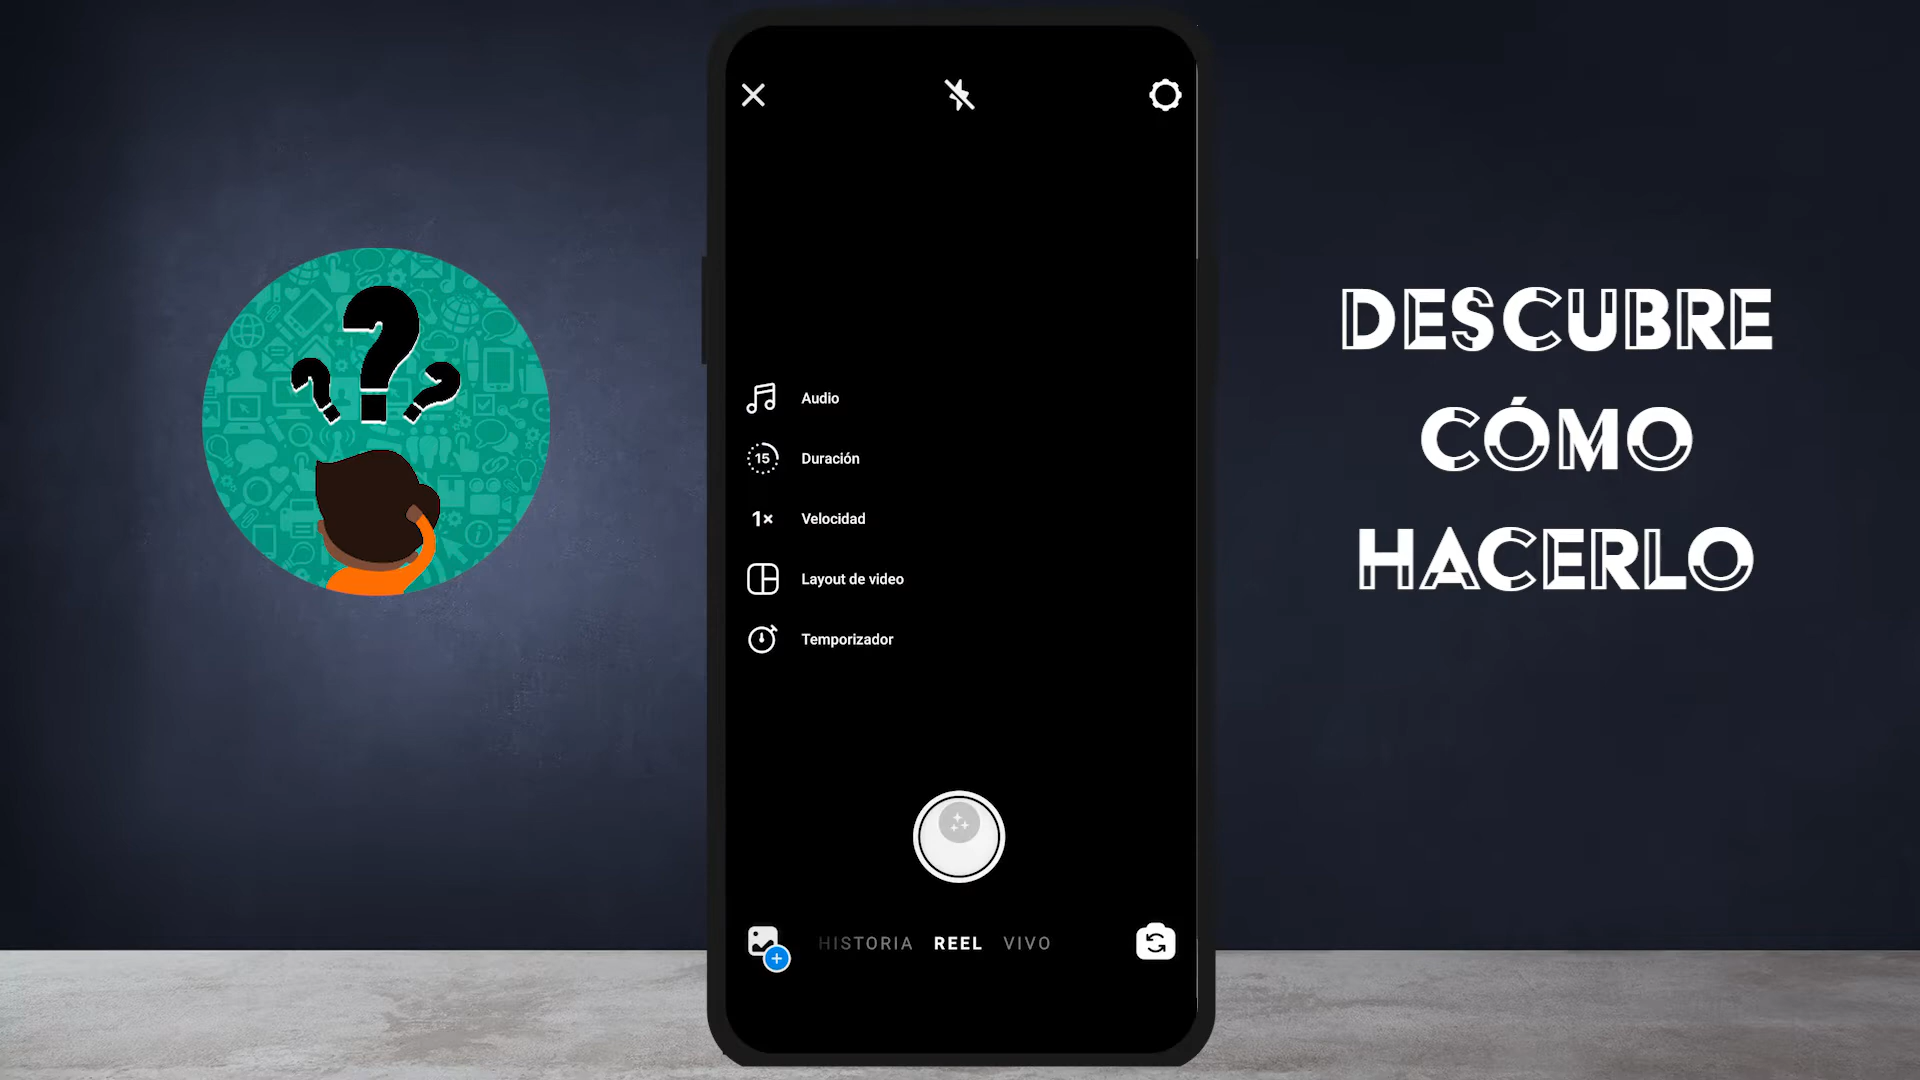 DESCUBRE
CÓMO
HACERLO
Audio
15
Duración
1×
Velocidad
Layout de video
Temporizador
HISTORIA REEL VIVO